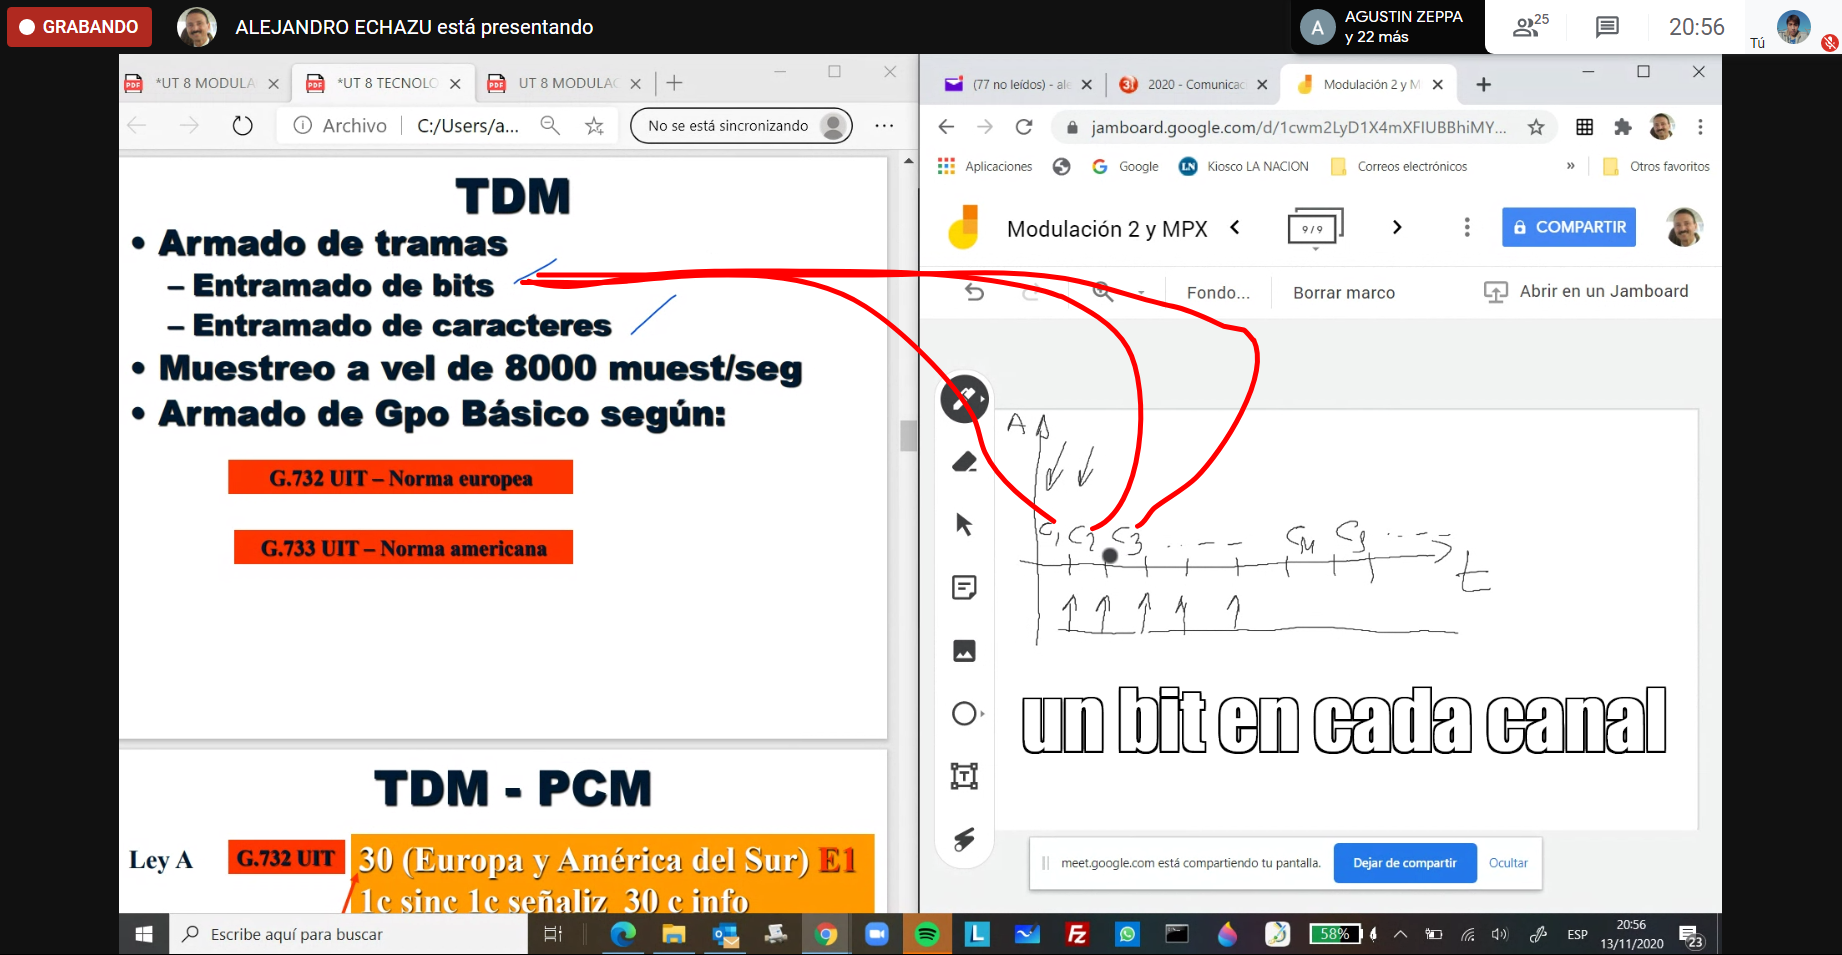 GRABANDO
ALEJANDRO ECHAZU está presentando
A
AGUSTIN ZEPPA
y 22 más
25
20:56
Tú
*UT 8 MODULA
*UT 8 TECNOLO
UT 8 MODULAC
Archivo
C:/Users/a...
No se está sincronizando
TDM
• Armado de tramas
– Entramado de bits
– Entramado de caracteres
• Muestreo a vel de 8000 muest/seg
• Armado de Gpo Básico según:
G.732 UIT – Norma europea
G.733 UIT – Norma americana
TDM - PCM
Ley A
G.732 UIT
30 (Europa y América del Sur) E1
1c sinc 1c señaliz 30 c info
(77 no leídos) - ale
2020 - Comunicac
Modulación 2 y M
jamboard.google.com/d/1cwm2LyD1X4mXFIUBBhiMY...
Aplicaciones
Google
LN
Kiosco LA NACION
Correos electrónicos
»
Otros favoritos
Modulación 2 y MPX
9 / 9
COMPARTIR
Fondo...
Borrar marco
Abrir en un Jamboard
A
C1 C2 C3 . . - -
t
un bit en cada canal
meet.google.com está compartiendo tu pantalla.
Dejar de compartir
Ocultar
Escribe aquí para buscar
58%
ESP
20:56
13/11/2020
23